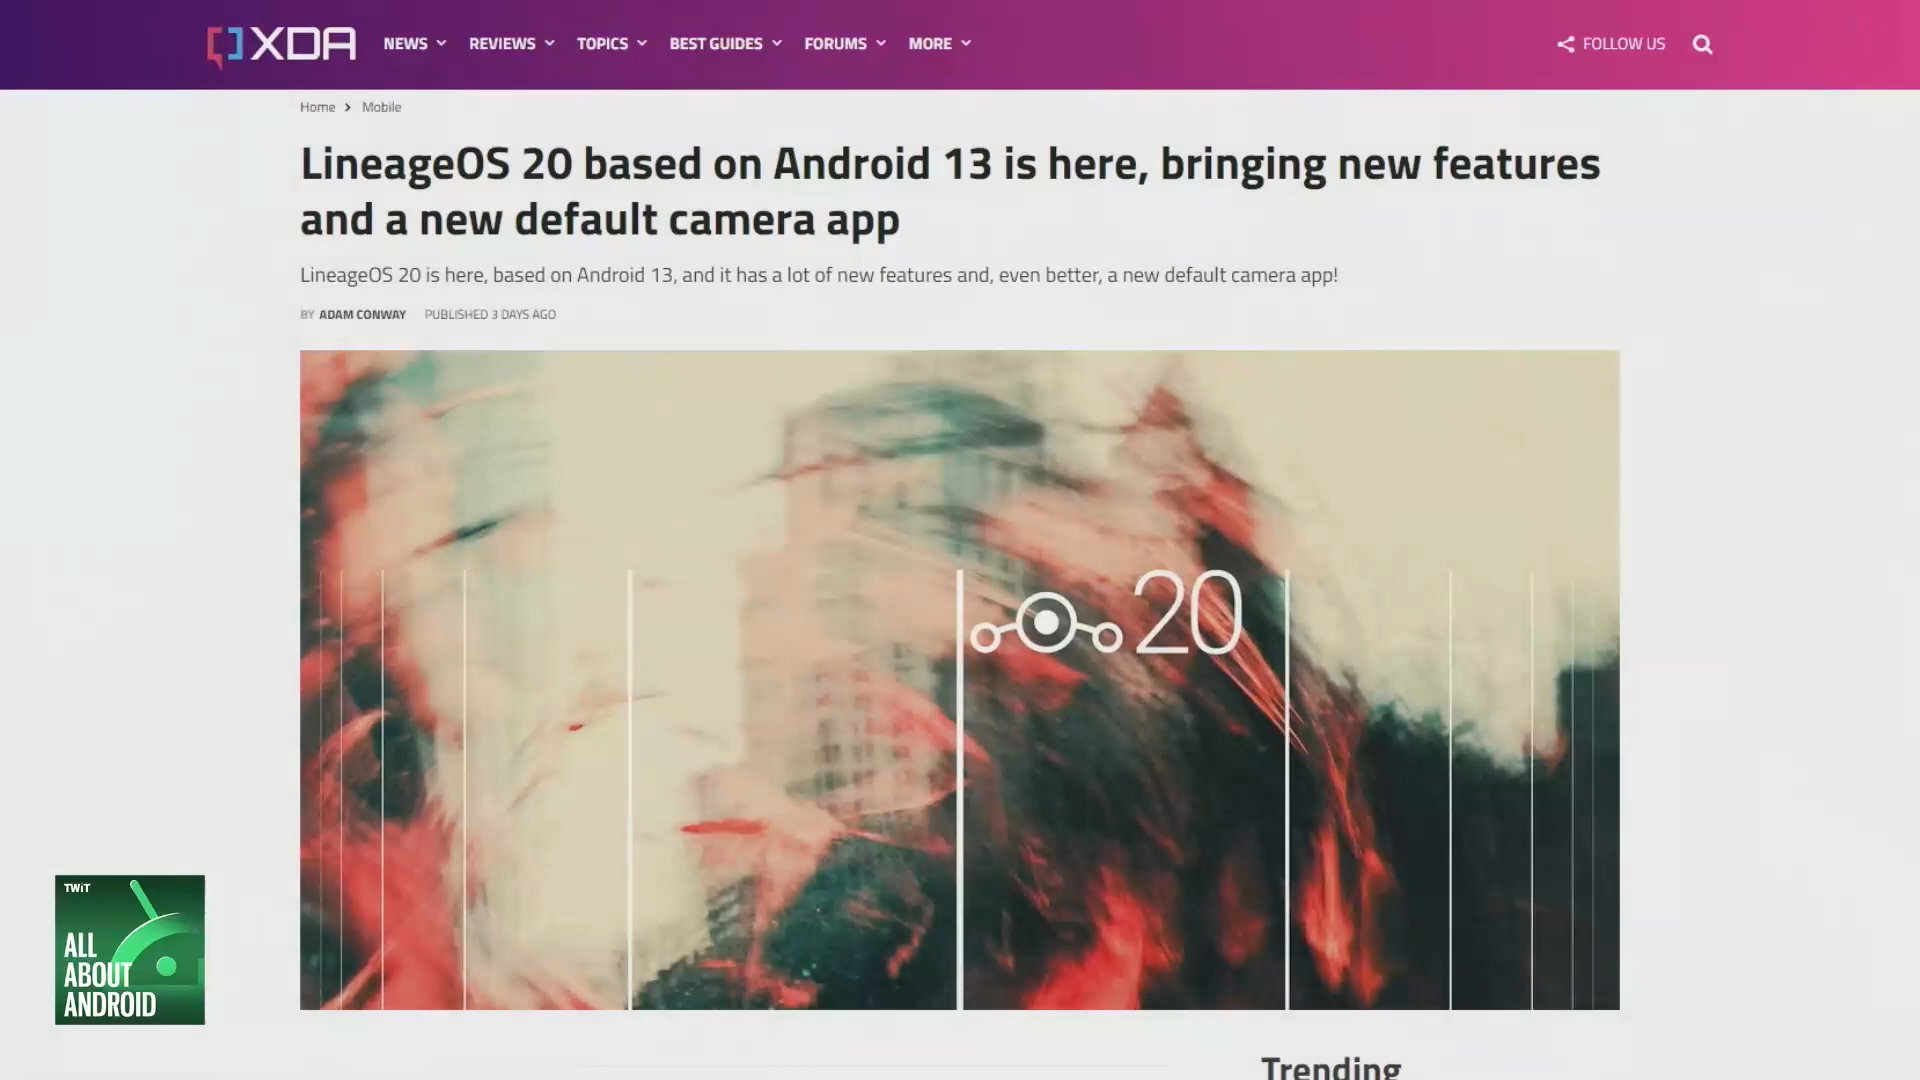 XDA NEWS REVIEWS TOPICS BEST GUIDES FORUMS MORE FOLLOW US
Home > Mobile
LineageOS 20 based on Android 13 is here, bringing new features
and a new default camera app
LineageOS 20 is here, based on Android 13, and it has a lot of new features and, even better, a new default camera app!
BY ADAM CONWAY PUBLISHED 3 DAYS AGO
20
TWiT
ALL
ABOUT
ANDROID
Trending